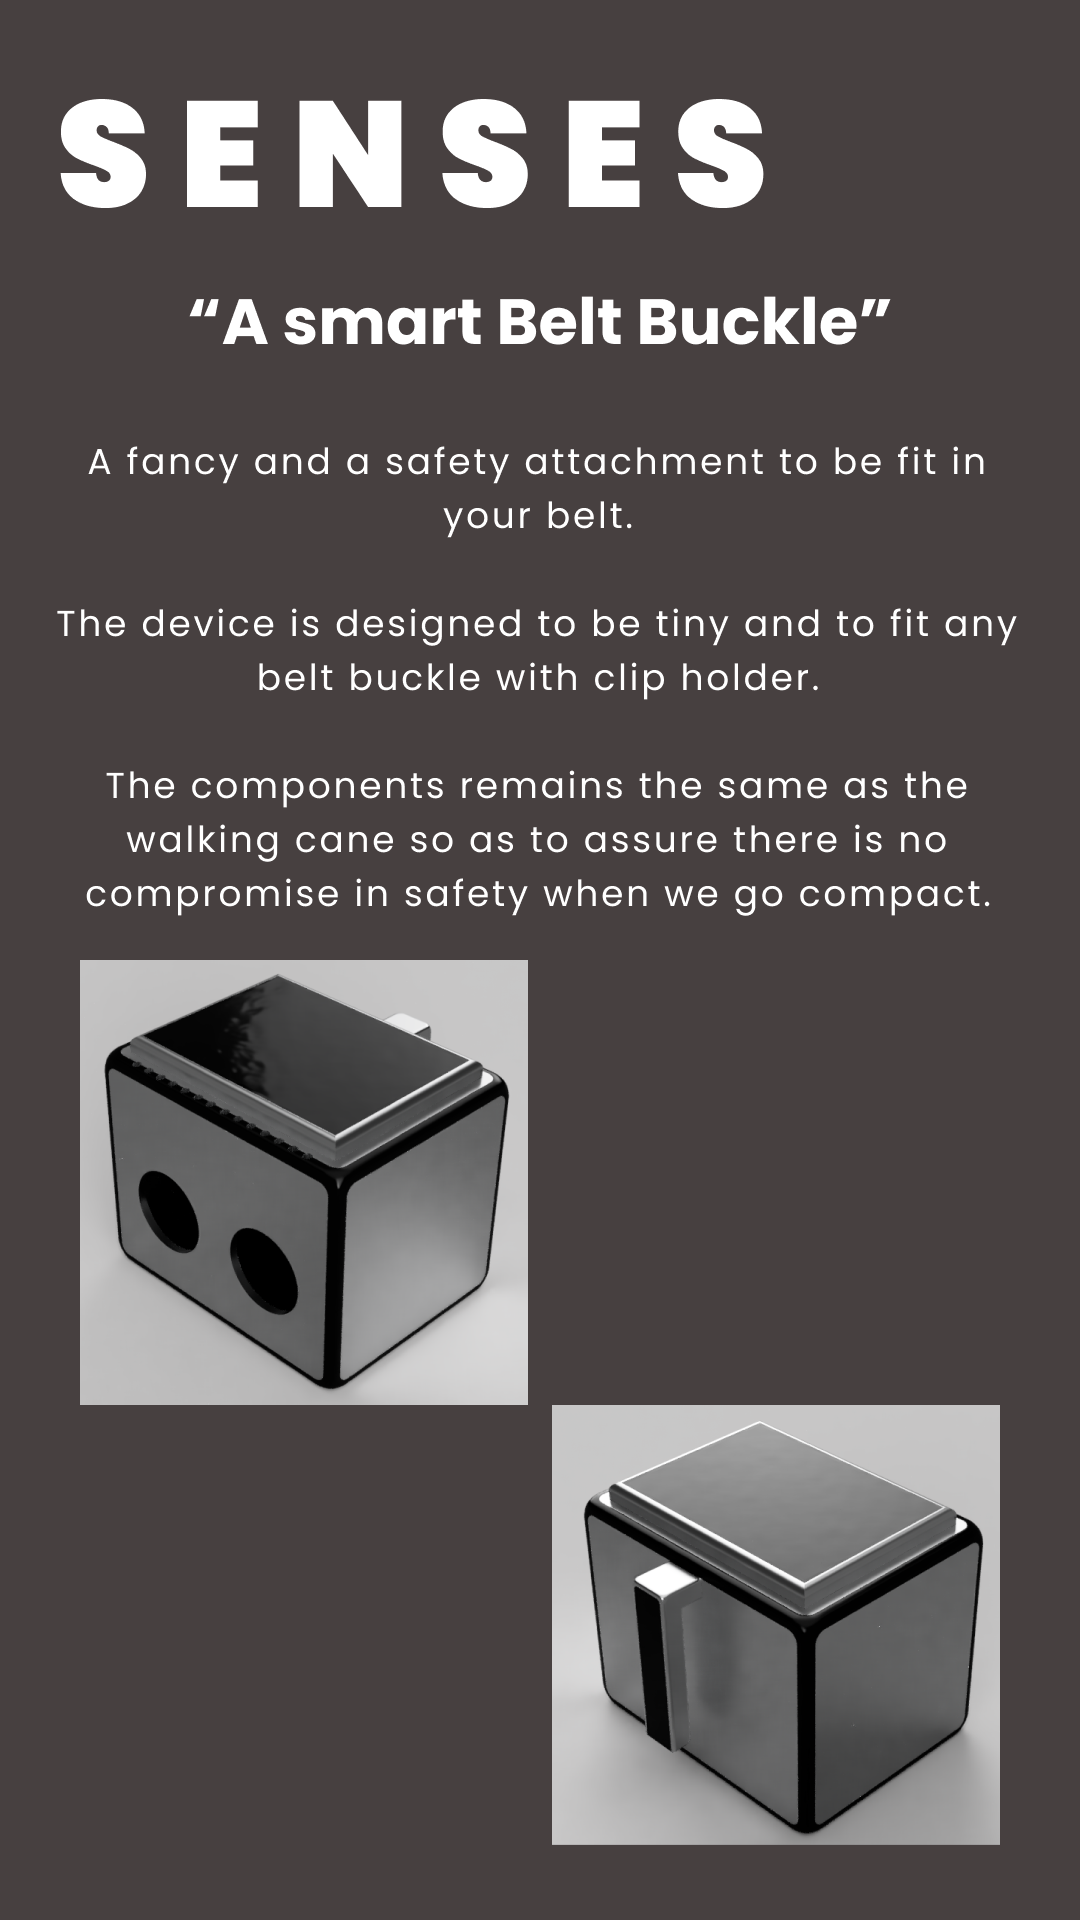 SENSES
“A smart Belt Buckle”
A fancy and a safety attachment to be fit in
your belt.
The device is designed to be tiny and to fit any
belt buckle with clip holder.
The components remains the same as the
walking cane so as to assure there is no
compromise in safety when we go compact.